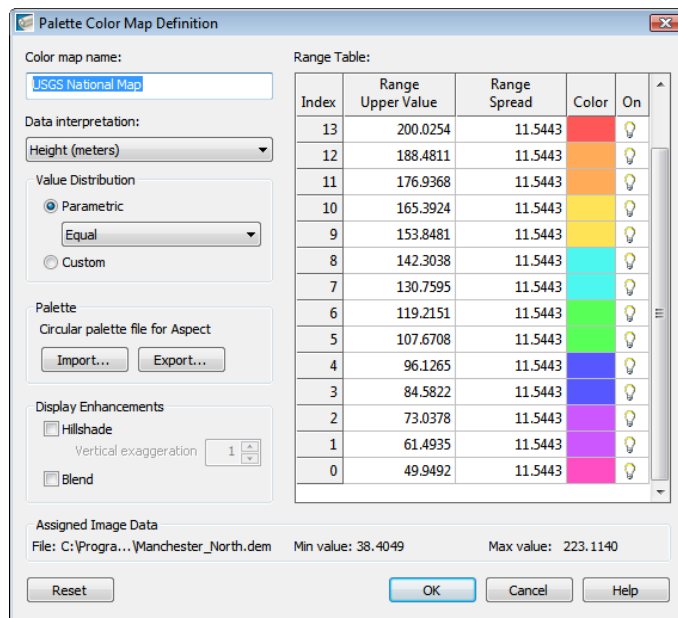 Palette Color Map Definition
Color map name:
USGS National Map
Data interpretation:
Height (meters)
Value Distribution
Parametric
Equal
Custom
Palette
Circular palette file for Aspect
Import... Export...
Display Enhancements
Hillshade
Vertical exaggeration 1
Blend
Range Table:
Index Range Upper Value Range Spread Color On
13 200.0254 11.5443
12 188.4811 11.5443
11 176.9368 11.5443
10 165.3924 11.5443
9 153.8481 11.5443
8 142.3038 11.5443
7 130.7595 11.5443
6 119.2151 11.5443
5 107.6708 11.5443
4 96.1265 11.5443
3 84.5822 11.5443
2 73.0378 11.5443
1 61.4935 11.5443
0 49.9492 11.5443
Assigned Image Data
File: C:\Progra...\Manchester_North.dem Min value: 38.4049 Max value: 223.1140
Reset OK Cancel Help